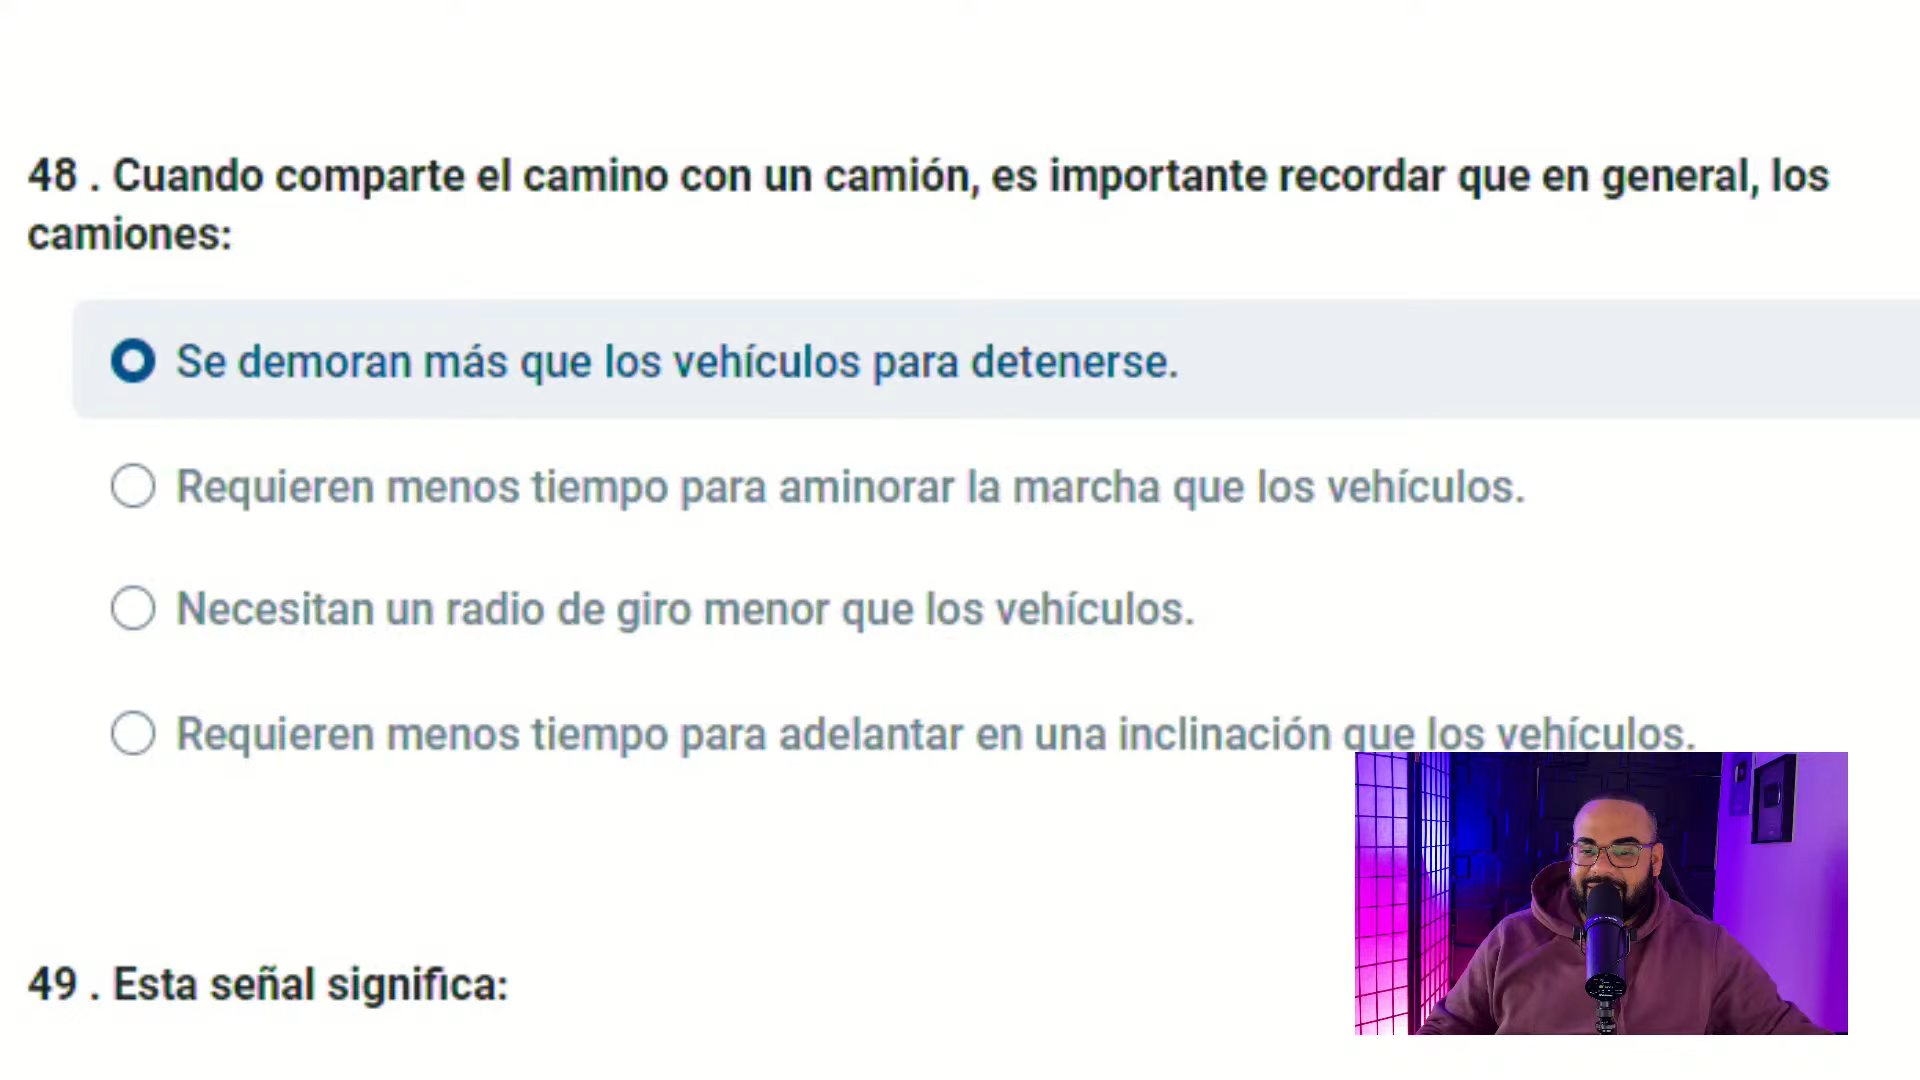 48 . Cuando comparte el camino con un camión, es importante recordar que en general, los
camiones:
Se demoran más que los vehículos para detenerse.
Requieren menos tiempo para aminorar la marcha que los vehículos.
Necesitan un radio de giro menor que los vehículos.
Requieren menos tiempo para adelantar en una inclinación que los vehículos.
49 . Esta señal significa: